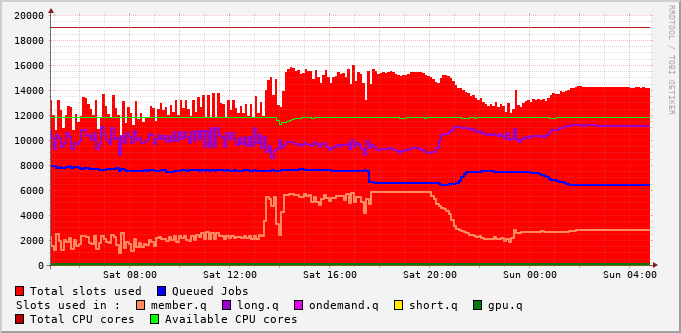 RRDTOOL / TOBI OETIKER
20000
18000
16000
14000
12000
10000
8000
6000
4000
2000
0
Sat 08:00 Sat 12:00 Sat 16:00 Sat 20:00 Sun 00:00 Sun 04:00
Total slots used Queued Jobs
Slots used in : member.q long.q ondemand.q short.q gpu.q
Total CPU cores Available CPU cores